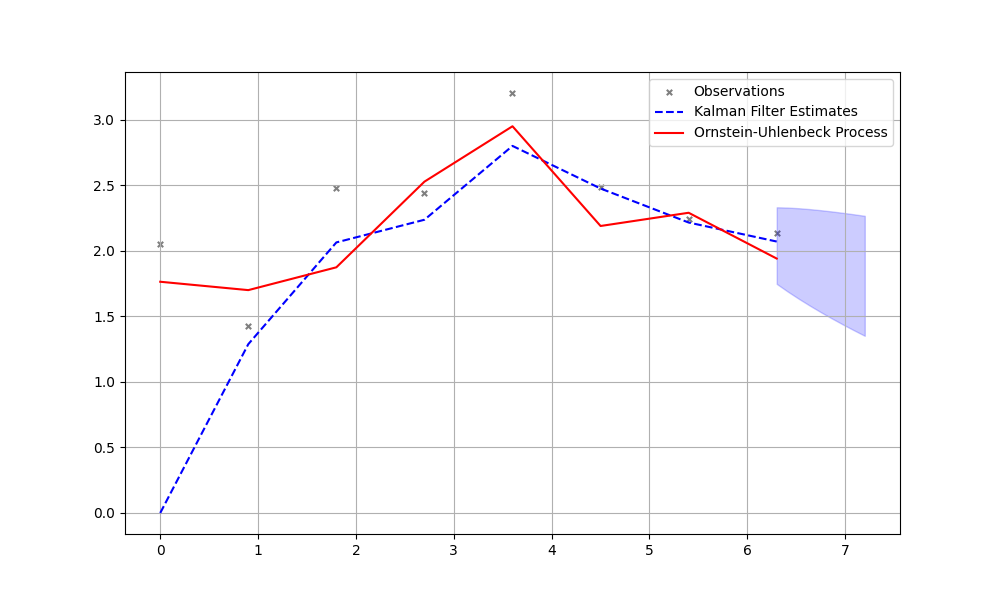 Observations
Kalman Filter Estimates
Ornstein-Uhlenbeck Process
3.0
2.5
2.0
1.5
1.0
0.5
0.0
0 1 2 3 4 5 6 7